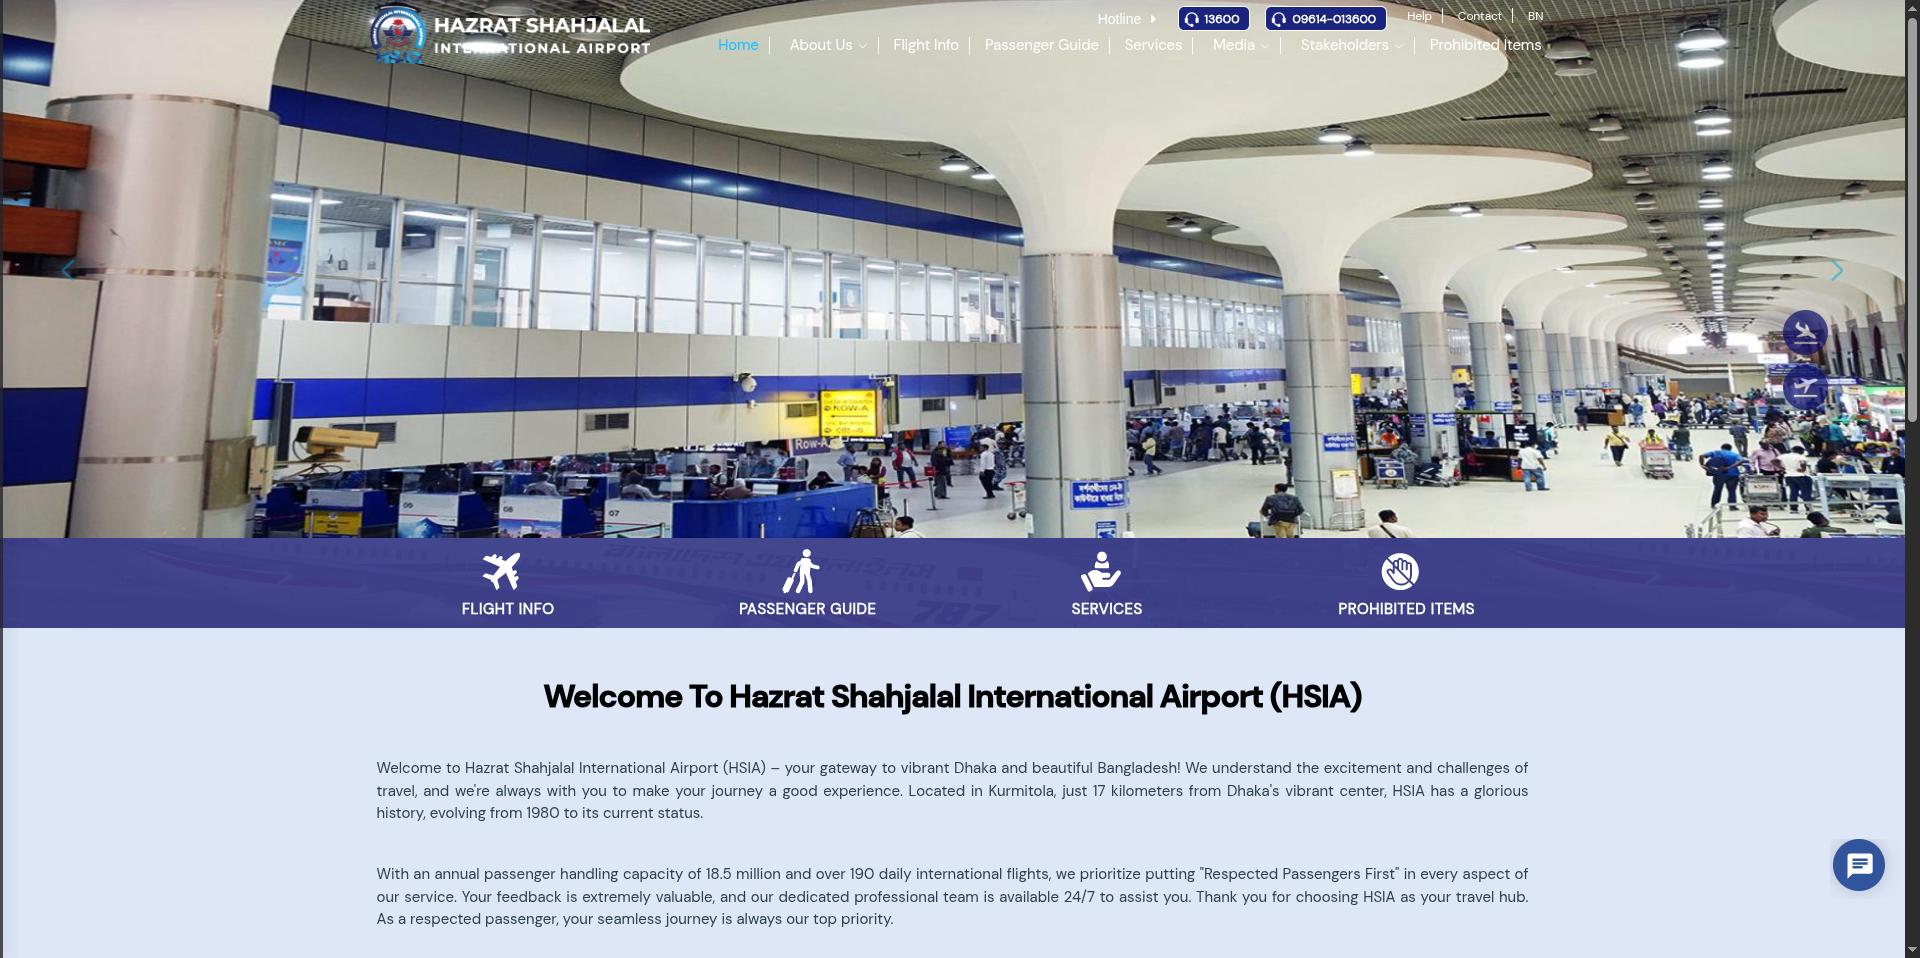 HAZRAT SHAHJALAL
INTERNATIONAL AIRPORT
Hotline
13600
09614-013600
Help
Contact
BN
Home
About Us
Flight Info
Passenger Guide
Services
Media
Stakeholders
Prohibited Items
ROW-A
Row-A
09
08
07
FLIGHT INFO
PASSENGER GUIDE
SERVICES
PROHIBITED ITEMS
787
Welcome To Hazrat Shahjalal International Airport (HSIA)
Welcome to Hazrat Shahjalal International Airport (HSIA) – your gateway to vibrant Dhaka and beautiful Bangladesh! We understand the excitement and challenges of
travel, and we're always with you to make your journey a good experience. Located in Kurmitola, just 17 kilometers from Dhaka's vibrant center, HSIA has a glorious
history, evolving from 1980 to its current status.
With an annual passenger handling capacity of 18.5 million and over 190 daily international flights, we prioritize putting "Respected Passengers First" in every aspect of
our service. Your feedback is extremely valuable, and our dedicated professional team is available 24/7 to assist you. Thank you for choosing HSIA as your travel hub.
As a respected passenger, your seamless journey is always our top priority.